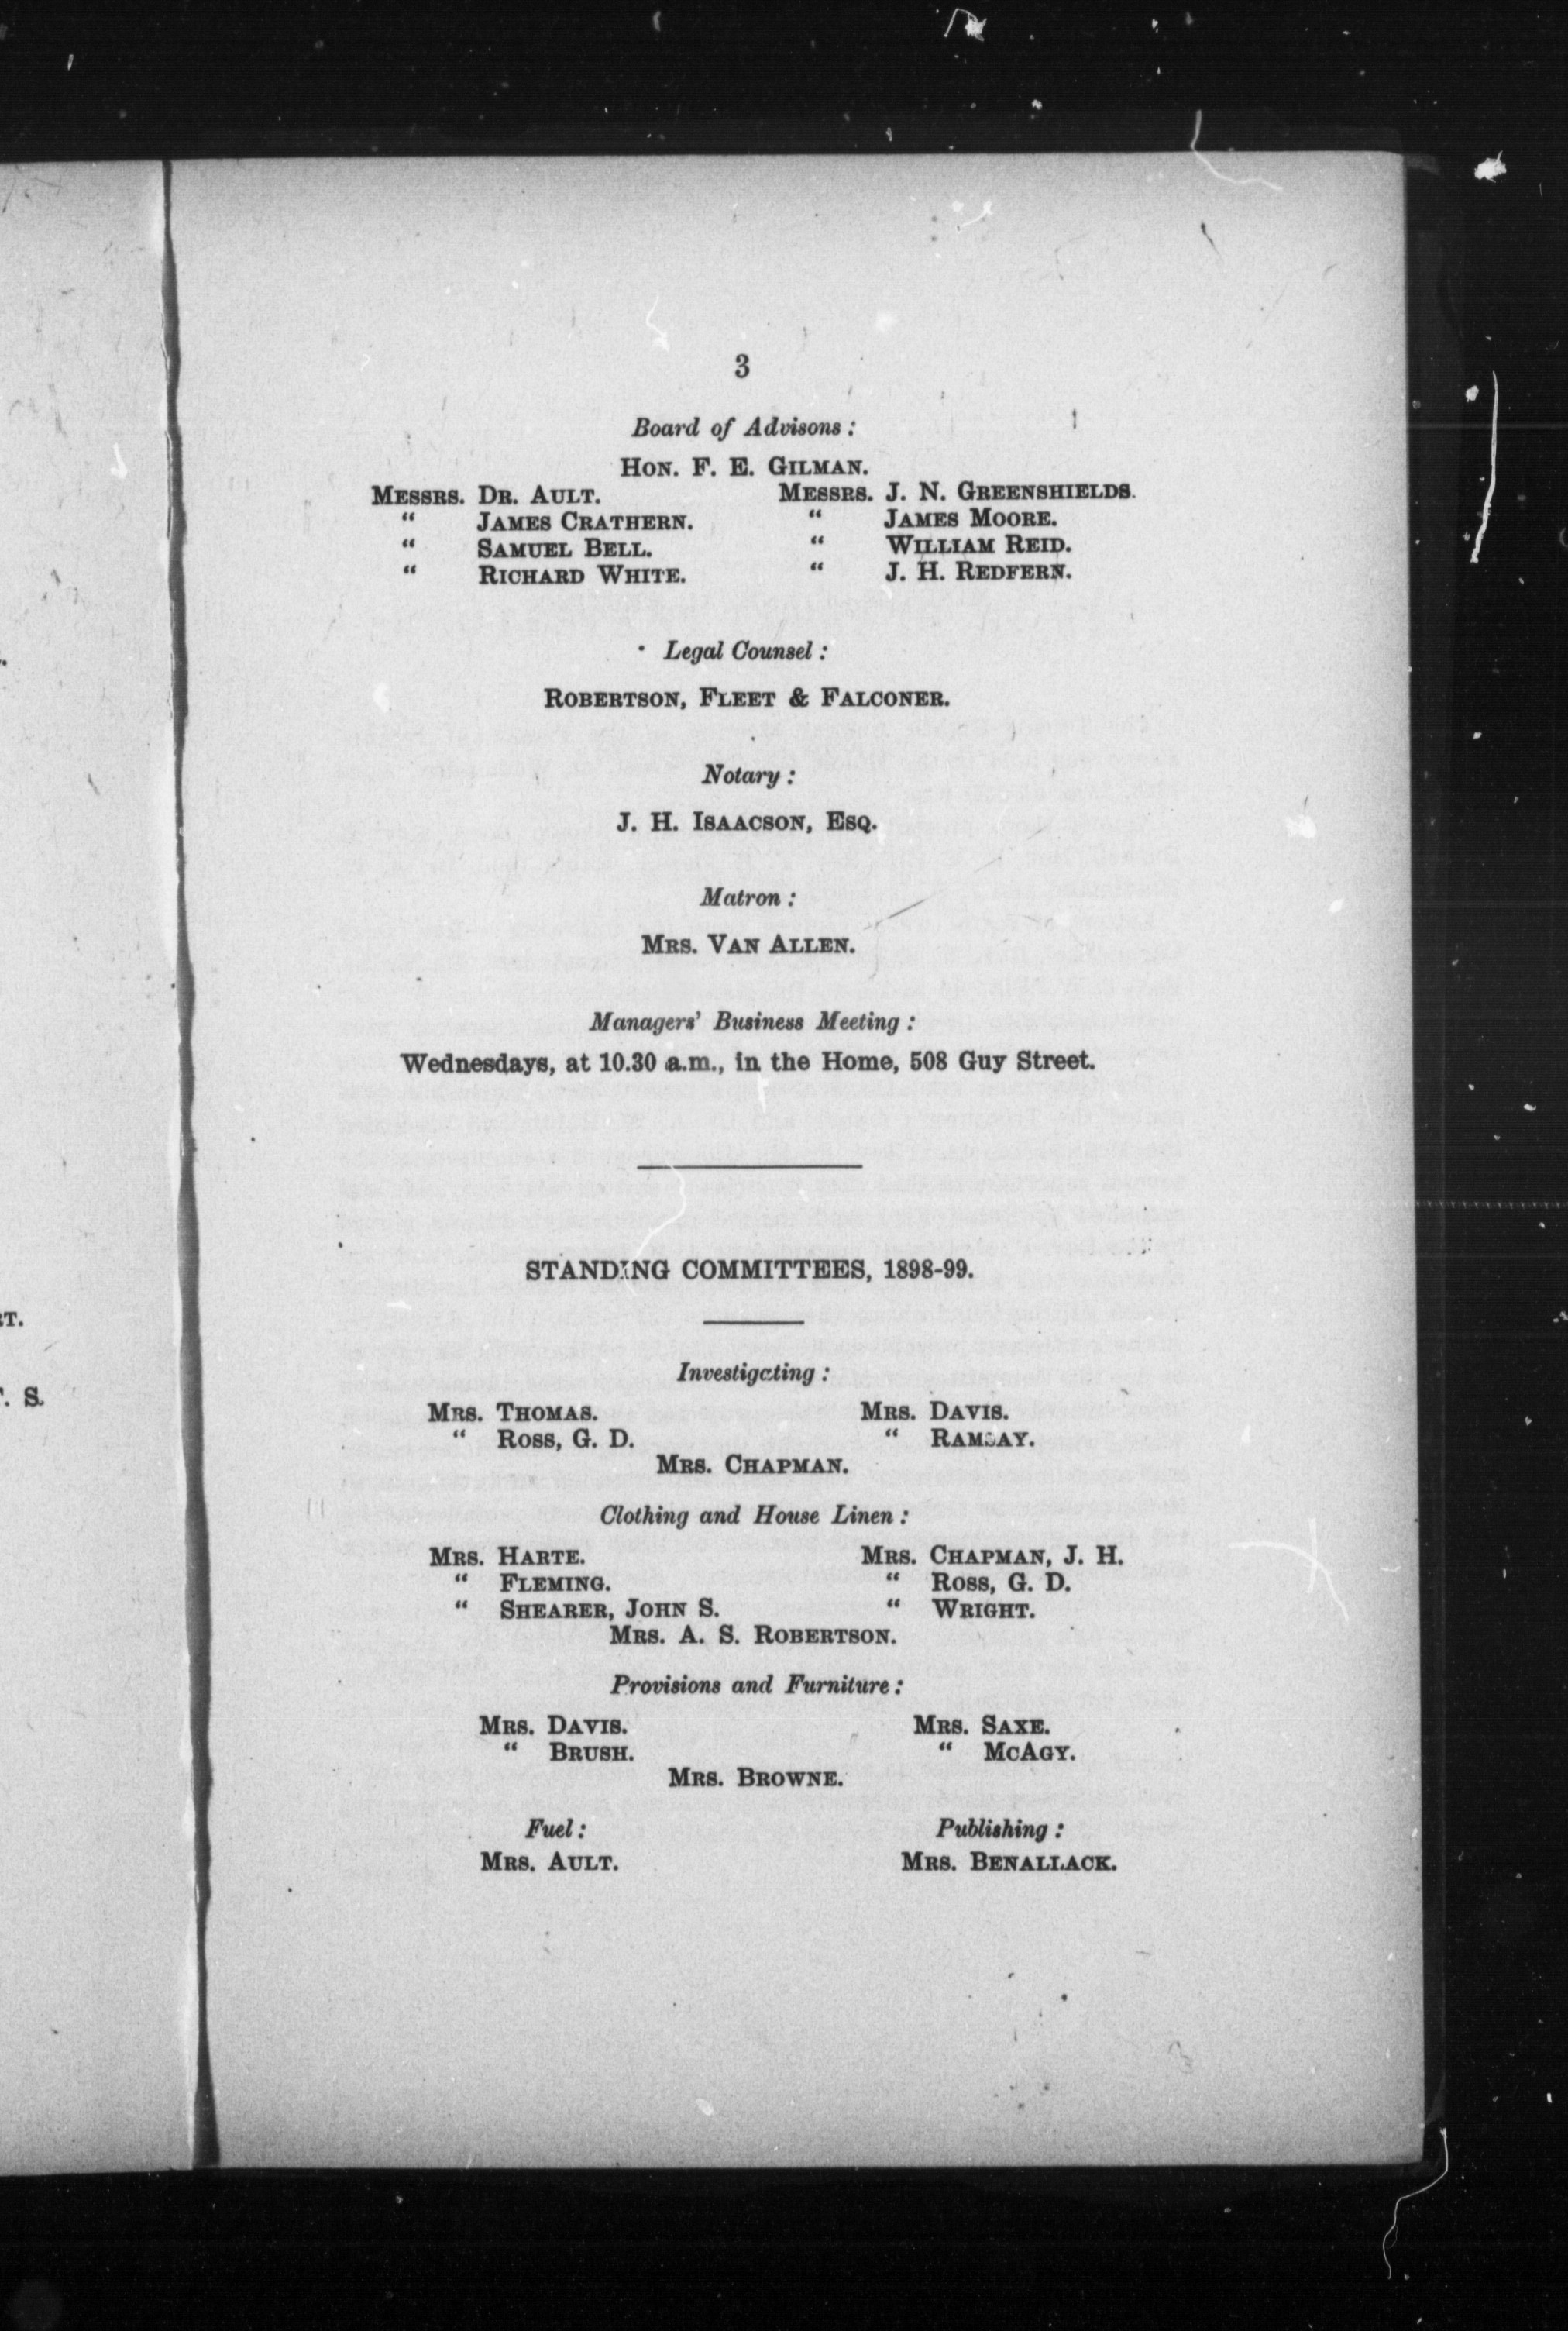 3
Board of Advisons :
HON. F. E. GILMAN.
MESSRS. DR. AULT. MESSRS. J. N. GREENSHIELDS.
“ JAMES CRATHERN. “ JAMES MOORE.
“ SAMUEL BELL. “ WILLIAM REID.
“ RICHARD WHITE. “ J. H. REDFERN.
Legal Counsel :
ROBERTSON, FLEET & FALCONER.
Notary :
J. H. ISAACSON, ESQ.
Matron :
MRS. VAN ALLEN.
Managers’ Business Meeting :
Wednesdays, at 10.30 a.m., in the Home, 508 Guy Street.
STANDING COMMITTEES, 1898-99.
Investigating :
MRS. THOMAS. MRS. DAVIS.
“ ROSS, G. D. “ RAMSAY.
MRS. CHAPMAN.
Clothing and House Linen :
MRS. HARTE. MRS. CHAPMAN, J. H.
“ FLEMING. “ ROSS, G. D.
“ SHEARER, JOHN S. “ WRIGHT.
MRS. A. S. ROBERTSON.
Provisions and Furniture :
MRS. DAVIS. MRS. SAXE.
“ BRUSH. “ MCAGY.
MRS. BROWNE.
Fuel : Publishing :
MRS. AULT. MRS. BENALLACK.